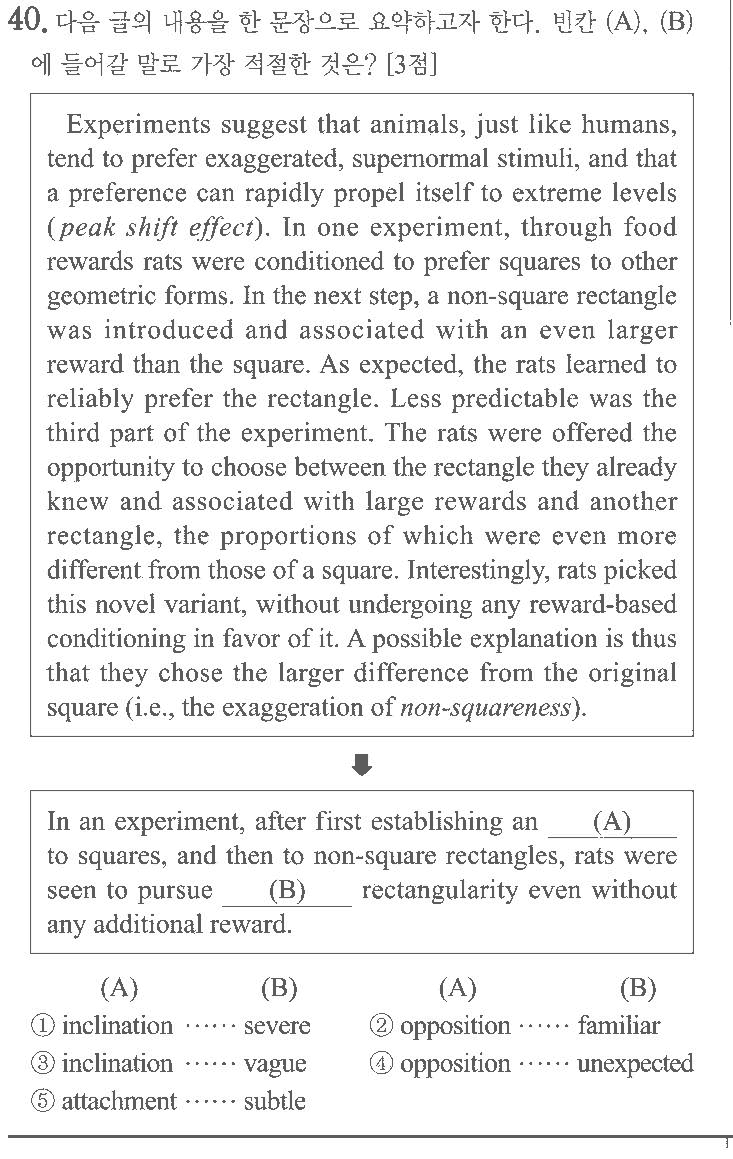 40. 다음 글의 내용을 한 문장으로 요약하고자 한다. 빈칸 (A), (B)
에 들어갈 말로 가장 적절한 것은? [3점]
Experiments suggest that animals, just like humans,
tend to prefer exaggerated, supernormal stimuli, and that
a preference can rapidly propel itself to extreme levels
(peak shift effect). In one experiment, through food
rewards rats were conditioned to prefer squares to other
geometric forms. In the next step, a non-square rectangle
was introduced and associated with an even larger
reward than the square. As expected, the rats learned to
reliably prefer the rectangle. Less predictable was the
third part of the experiment. The rats were offered the
opportunity to choose between the rectangle they already
knew and associated with large rewards and another
rectangle, the proportions of which were even more
different from those of a square. Interestingly, rats picked
this novel variant, without undergoing any reward-based
conditioning in favor of it. A possible explanation is thus
that they chose the larger difference from the original
square (i.e., the exaggeration of non-squareness).
In an experiment, after first establishing an (A)
to squares, and then to non-square rectangles, rats were
seen to pursue (B) rectangularity even without
any additional reward.
(A) (B) (A) (B)
① inclination ······ severe ② opposition ······ familiar
③ inclination ······ vague ④ opposition ······ unexpected
⑤ attachment ······ subtle